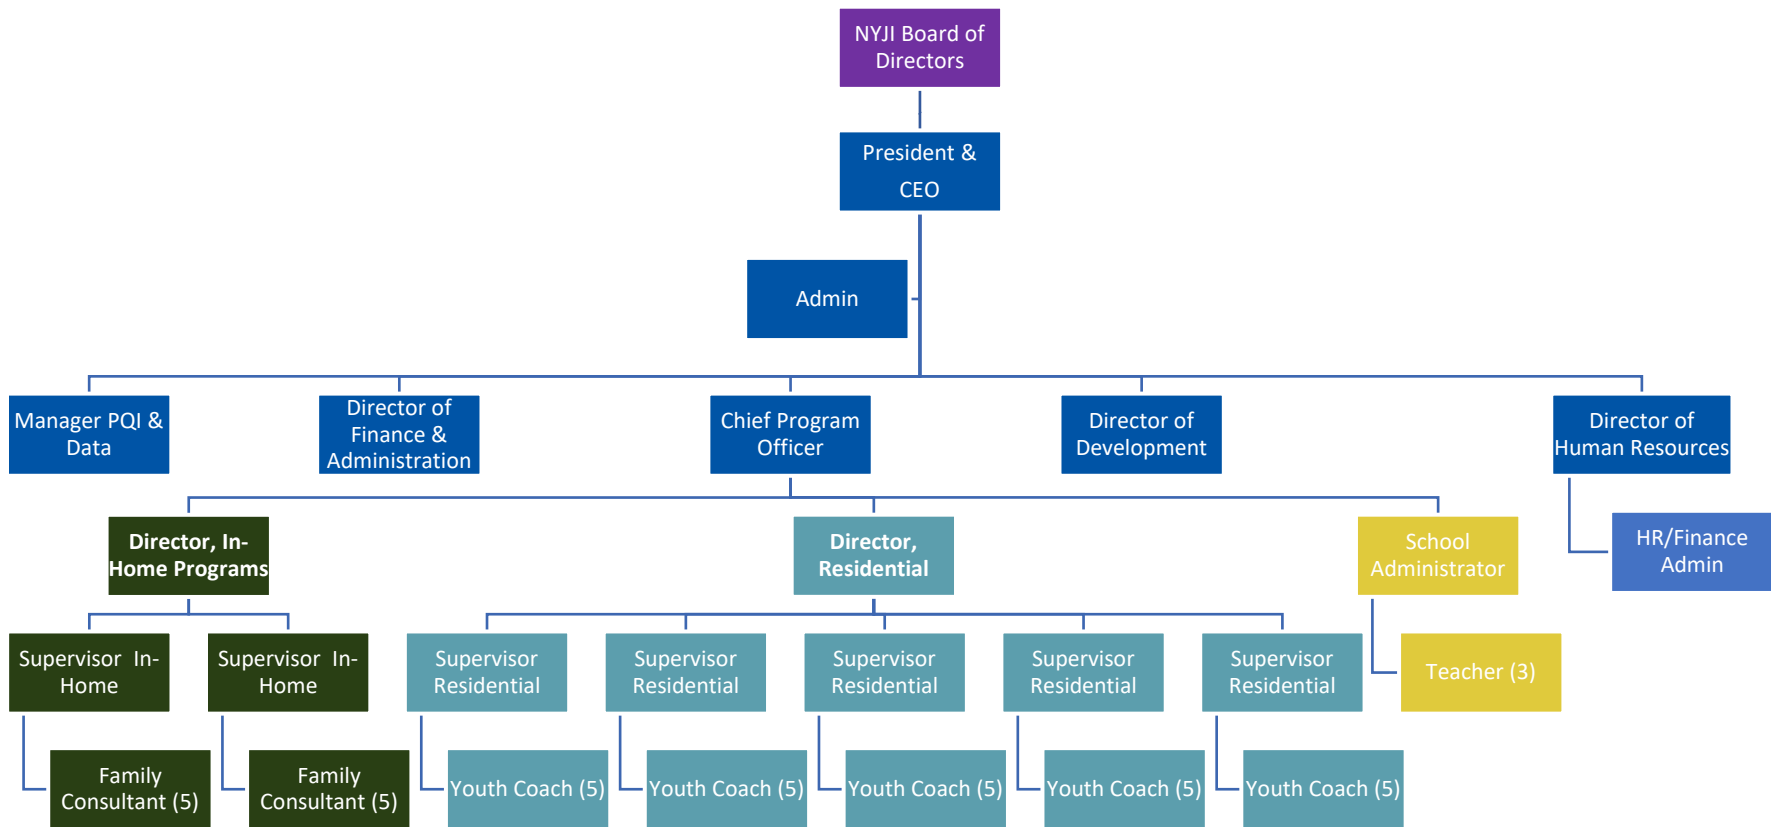 NYJI Board of
Directors
President &
CEO
Admin
Manager PQI &
Data
Director of
Finance &
Administration
Chief Program
Officer
Director of
Development
Director of
Human Resources
Director, In-
Home Programs
Director,
Residential
School
Administrator
HR/Finance
Admin
Supervisor In-
Home
Supervisor In-
Home
Supervisor
Residential
Supervisor
Residential
Supervisor
Residential
Supervisor
Residential
Supervisor
Residential
Teacher (3)
Family
Consultant (5)
Family
Consultant (5)
Youth Coach (5)
Youth Coach (5)
Youth Coach (5)
Youth Coach (5)
Youth Coach (5)